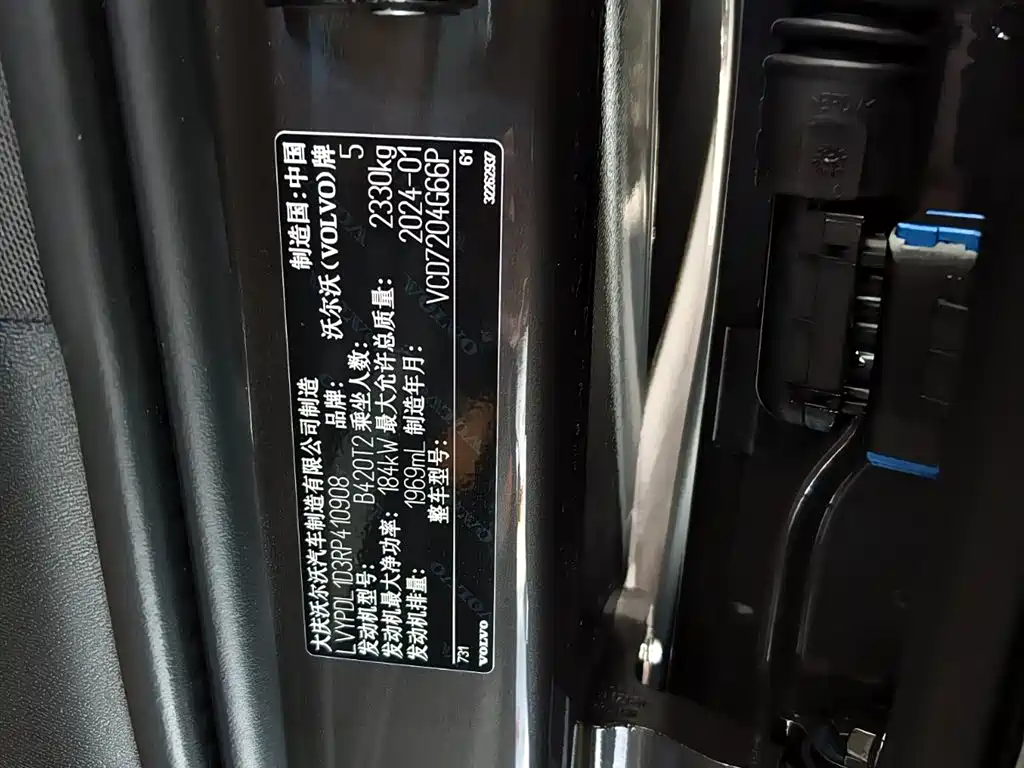 大庆沃尔沃汽车制造有限公司制造 制造国:中国
LVYPDL1D3RP410908 品牌: 沃尔沃(VOLVO)牌
发动机型号: B420T2 乘坐人数: 5
发动机最大净功率: 184kW 最大允许总质量: 2330kg
发动机排量: 1969mL 制造年月: 2024-01
整车型号: VCD7204G66P
731 61
VOLVO 32262937